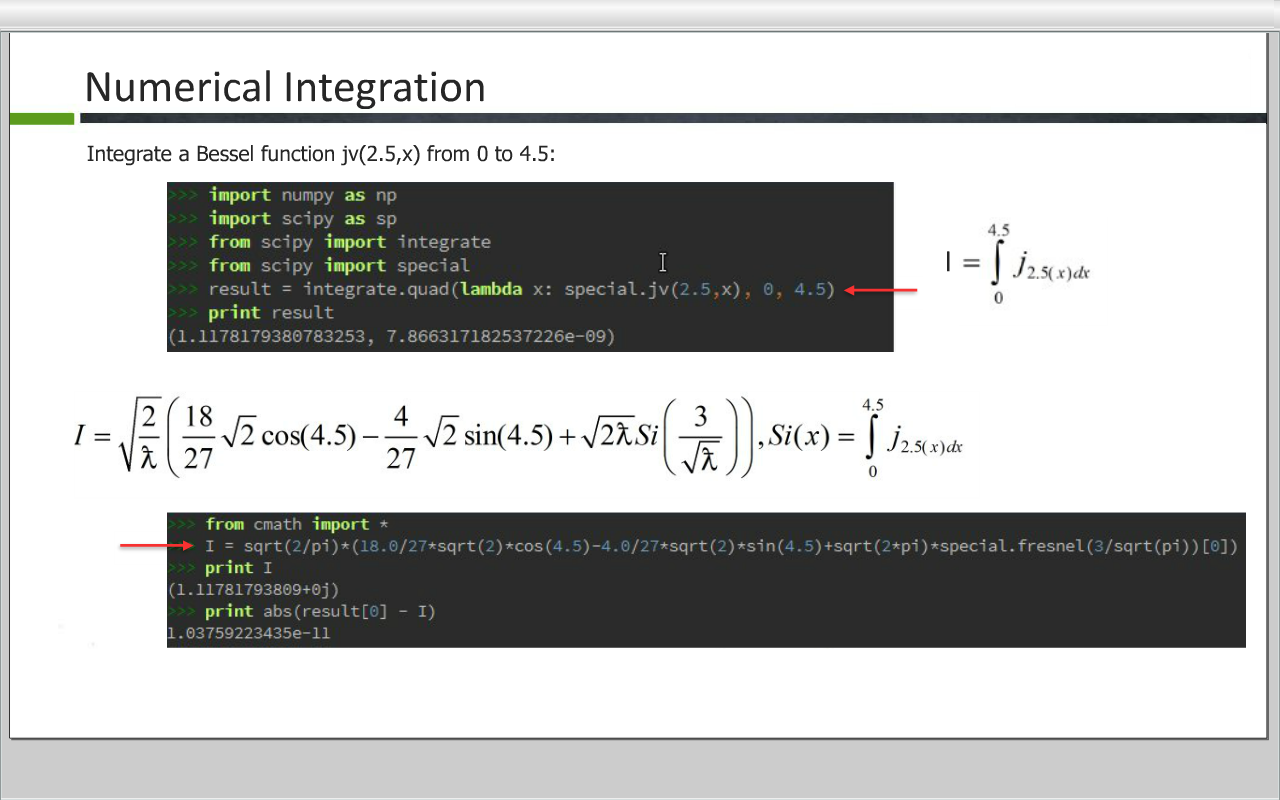 Numerical Integration
Integrate a Bessel function jv(2.5,x) from 0 to 4.5:
>>> import numpy as np
>>> import scipy as sp
>>> from scipy import integrate
>>> from scipy import special
>>> result = integrate.quad(lambda x: special.jv(2.5,x), 0, 4.5)
>>> print result
(1.1178179380783253, 7.866317182537226e-09)
I = ∫₀^4.5 j₂.₅₍ₓ₎dx
I = √(2/ƛ) (18/27 √2 cos(4.5) − 4/27 √2 sin(4.5) + √2ƛ Si(3/√ƛ)), Si(x) = ∫₀^4.5 j₂.₅₍ₓ₎dx
>>> from cmath import *
I = sqrt(2/pi)*(18.0/27*sqrt(2)*cos(4.5)-4.0/27*sqrt(2)*sin(4.5)+sqrt(2*pi)*special.fresnel(3/sqrt(pi))[0])
>>> print I
(1.11781793809+0j)
>>> print abs(result[0] - I)
1.03759223435e-11